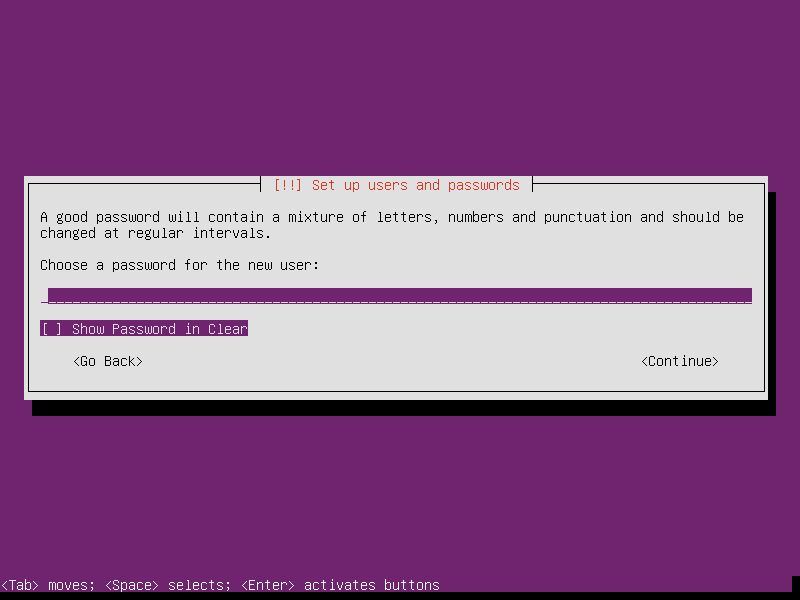 [!!] Set up users and passwords
A good password will contain a mixture of letters, numbers and punctuation and should be
changed at regular intervals.
Choose a password for the new user:
[ ] Show Password in Clear
<Go Back> <Continue>
<Tab> moves; <Space> selects; <Enter> activates buttons